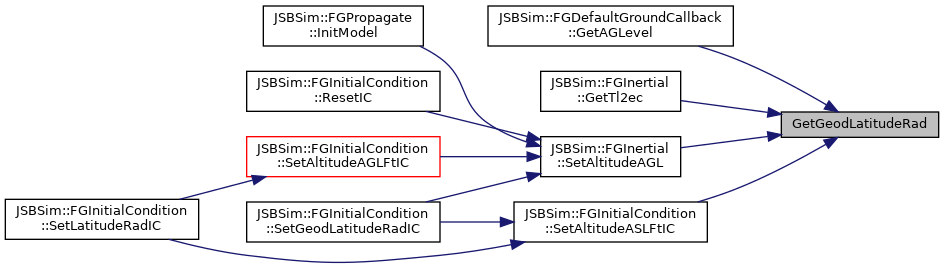 JSBSim::FGPropagate
::InitModel
JSBSim::FGDefaultGroundCallback
::GetAGLevel
JSBSim::FGInitialCondition
::ResetIC
JSBSim::FGInertial
::GetTl2ec
GetGeodLatitudeRad
JSBSim::FGInitialCondition
::SetAltitudeAGLFtIC
JSBSim::FGInertial
::SetAltitudeAGL
JSBSim::FGInitialCondition
::SetLatitudeRadIC
JSBSim::FGInitialCondition
::SetGeodLatitudeRadIC
JSBSim::FGInitialCondition
::SetAltitudeASLFtIC